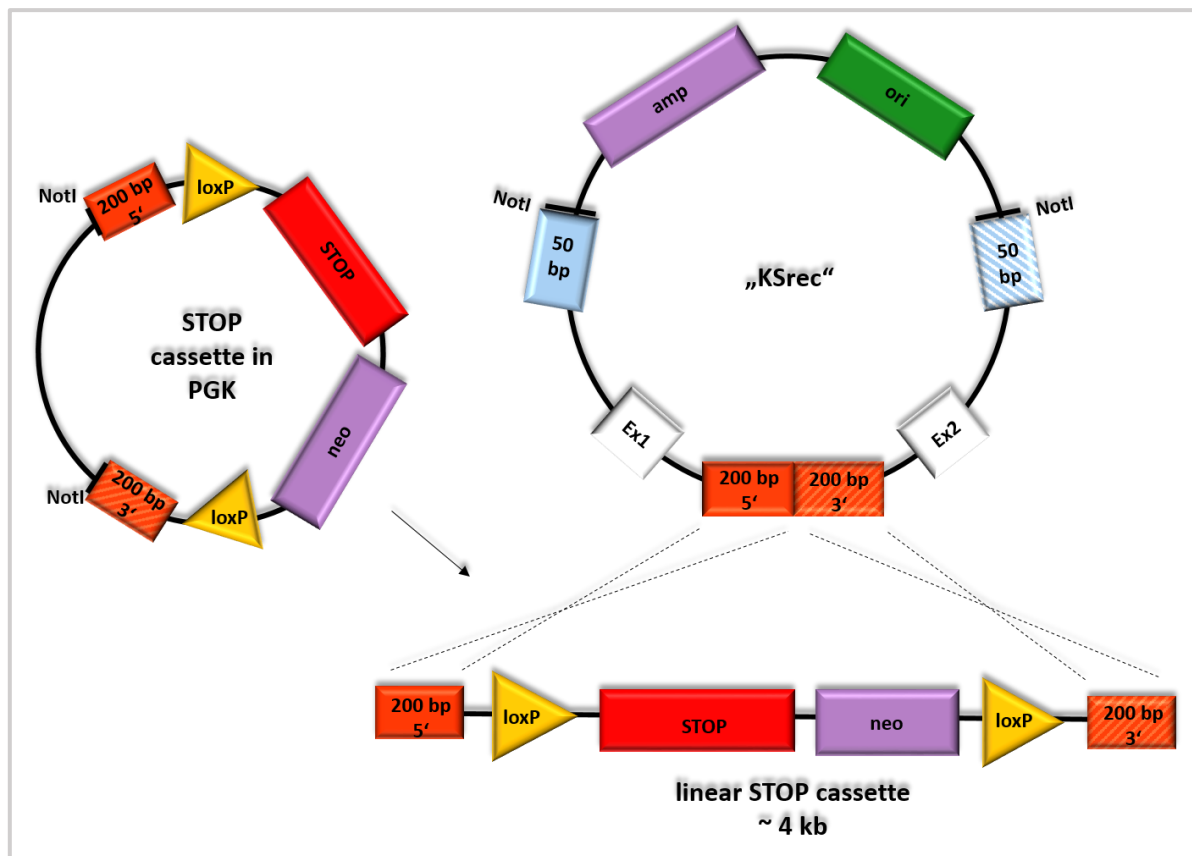 NotI
200 bp
5‘
loxP
STOP
neo
loxP
200 bp
3‘
NotI
STOP
cassette in
PGK
amp
ori
NotI
50
bp
NotI
50
bp
„KSrec“
Ex1
Ex2
200 bp
5‘
200 bp
3‘
200 bp
5‘
loxP
STOP
neo
loxP
200 bp
3‘
linear STOP cassette
~ 4 kb